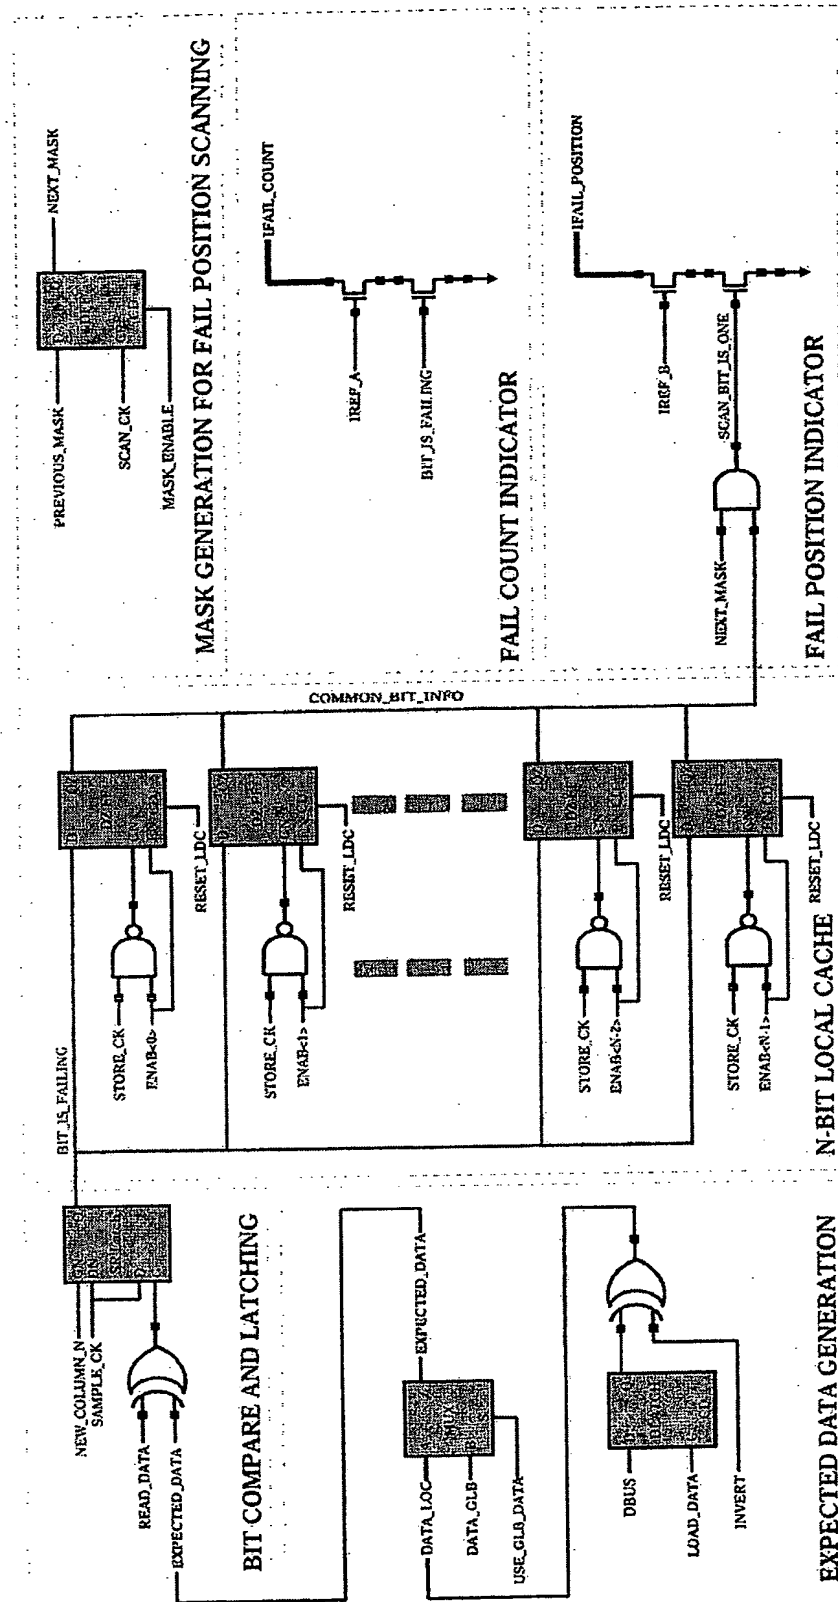 NEW_COLUMN_N
SAMPLE_CK
READ_DATA
EXPECTED_DATA
BIT COMPARE AND LATCHING
DATA_LOC
DATA_GLB
USE_GLB_DATA
EXPECTED_DATA
MUX
DBUS
LOAD_DATA
INVERT
EXPECTED DATA GENERATION
BIT_IS_FAILING
STORE_CK
ENAB<0>
RESET_LDC
STORE_CK
ENAB<1>
RESET_LDC
STORE_CK
ENAB<N-2>
RESET_LDC
STORE_CK
ENAB<N-1>
RESET_LDC
N-BIT LOCAL CACHE
COMMON_BIT_INFO
PREVIOUS_MASK
SCAN_CK
MASK_ENABLE
NEXT_MASK
MASK GENERATION FOR FAIL POSITION SCANNING
IREF_A
BIT_IS_FAILING
IFAIL_COUNT
FAIL COUNT INDICATOR
NEXT_MASK
IREF_B
SCAN_BIT_IS_ONE
IFAIL_POSITION
FAIL POSITION INDICATOR